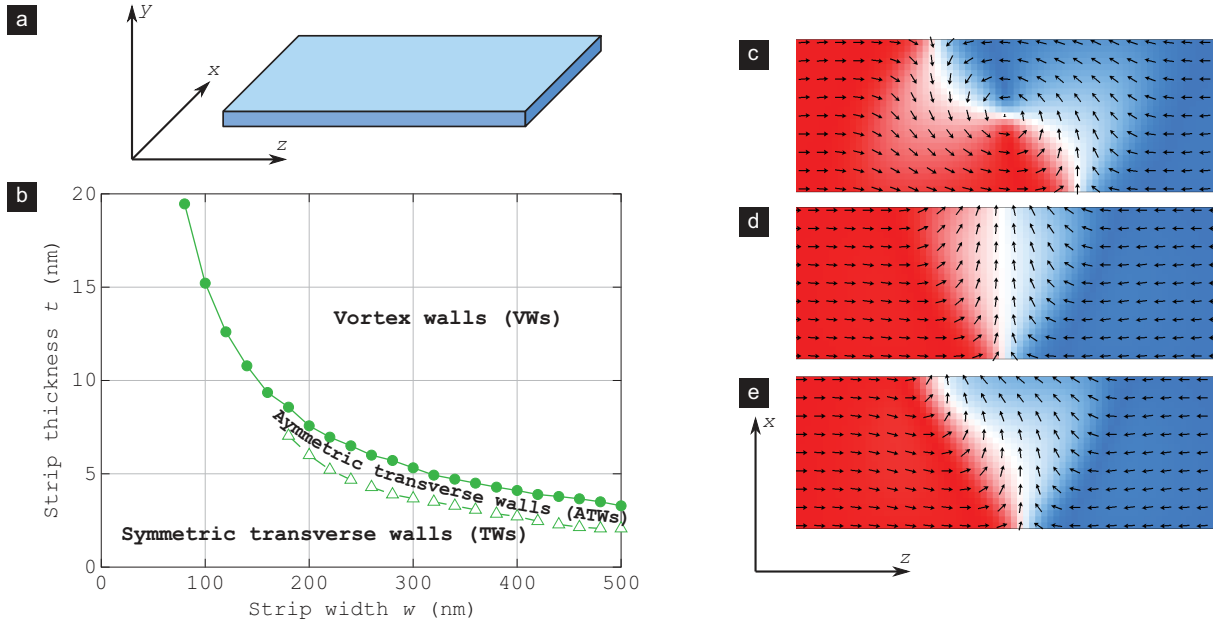 a
y
x
z
b
20
15
10
5
0
Strip thickness t (nm)
Vortex walls (VWs)
Aymmetric transverse walls (ATWs)
Symmetric transverse walls (TWs)
0 100 200 300 400 500
Strip width w (nm)
c
d
e
x
z